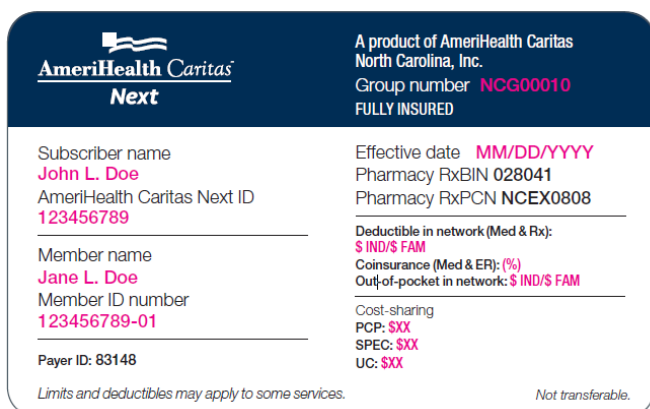 AmeriHealth Caritas
Next
A product of AmeriHealth Caritas
North Carolina, Inc.
Group number NCG00010
FULLY INSURED
Subscriber name
John L. Doe
AmeriHealth Caritas Next ID
123456789
Member name
Jane L. Doe
Member ID number
123456789-01
Payer ID: 83148
Effective date MM/DD/YYYY
Pharmacy RxBIN 028041
Pharmacy RxPCN NCEX0808
Deductible in network (Med & Rx):
$ IND/$ FAM
Coinsurance (Med & ER): (%)
Out-of-pocket in network: $ IND/$ FAM
Cost-sharing
PCP: $XX
SPEC: $XX
UC: $XX
Limits and deductibles may apply to some services.
Not transferable.